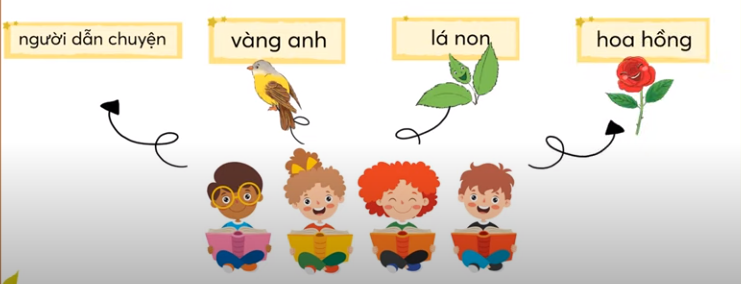 người dẫn chuyện
vàng anh
lá non
hoa hồng